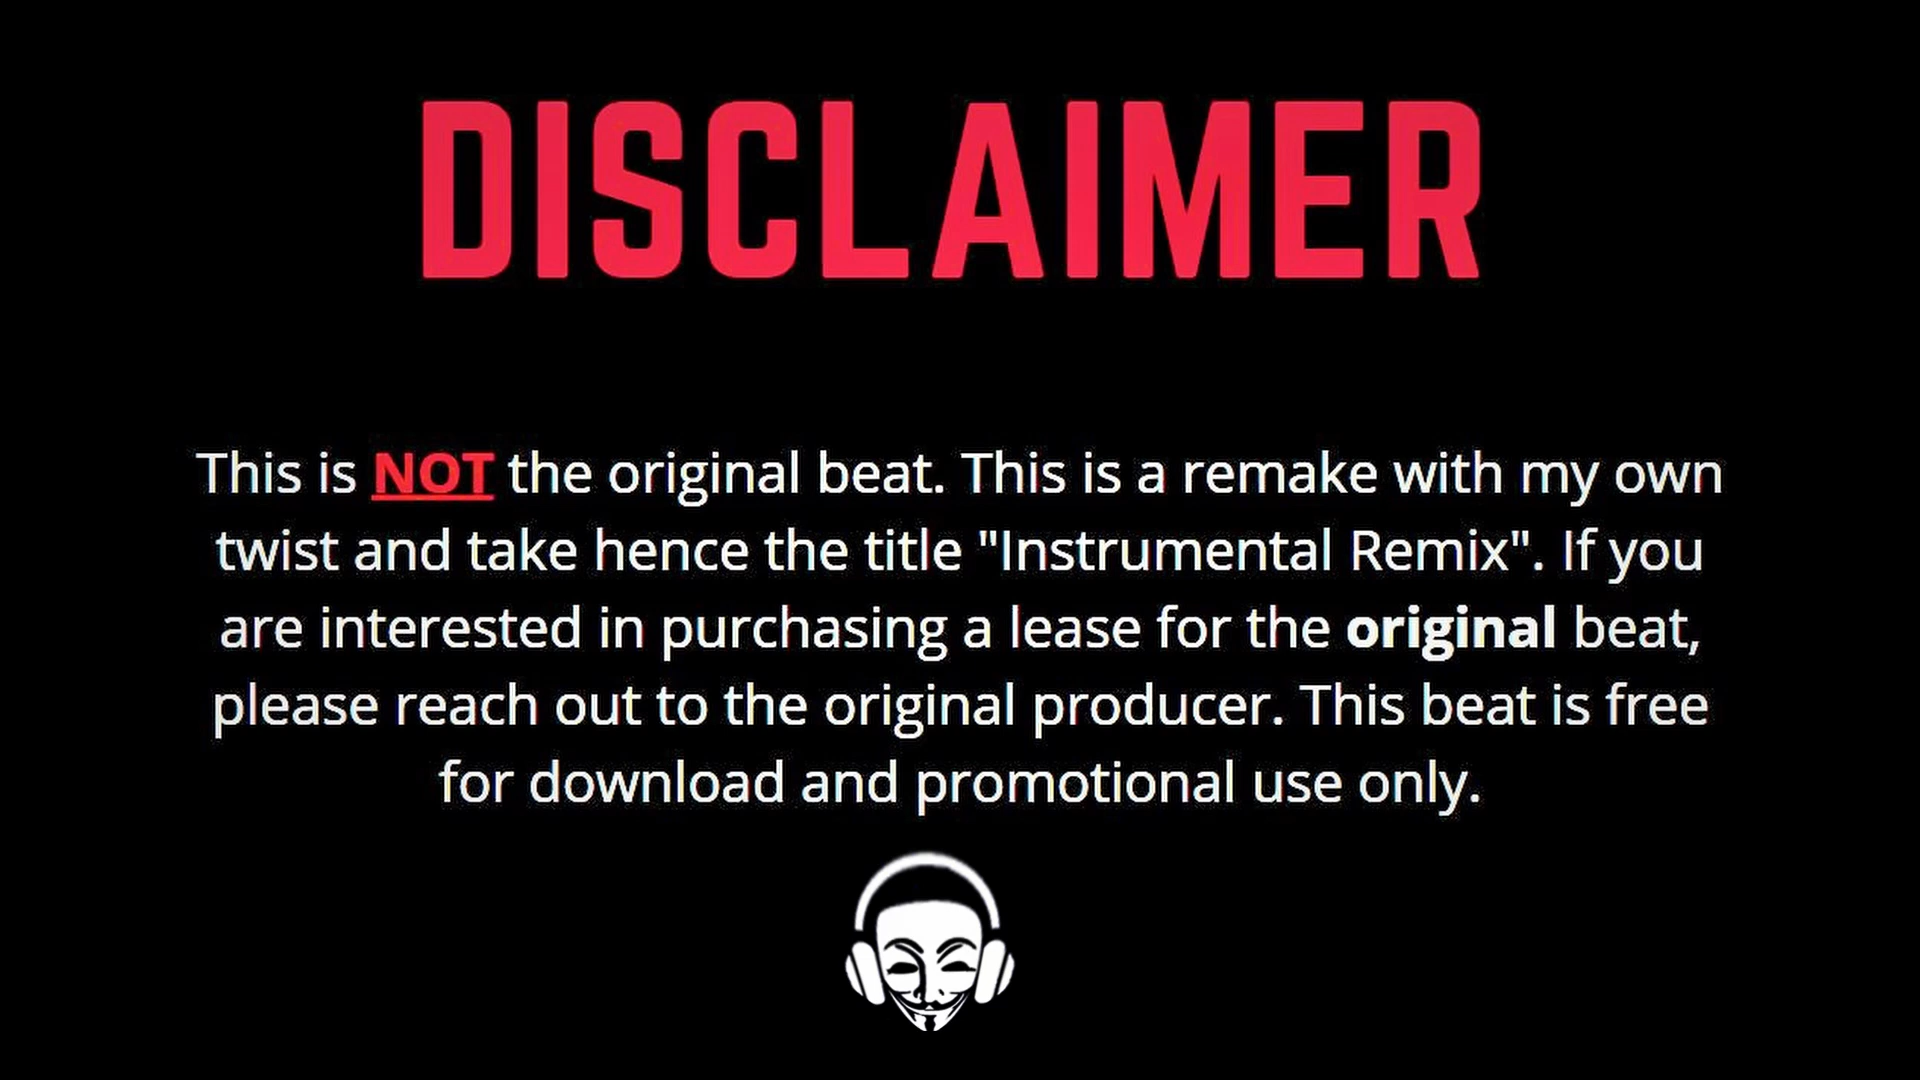 DISCLAIMER
This is NOT the original beat. This is a remake with my own
twist and take hence the title "Instrumental Remix". If you
are interested in purchasing a lease for the original beat,
please reach out to the original producer. This beat is free
for download and promotional use only.